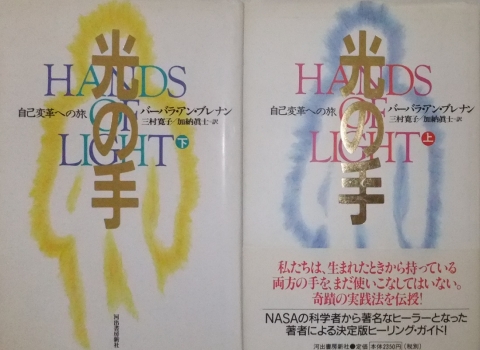 光の手
HANDS
OF
LIGHT
自己変革への旅
バーバラ・アン・ブレナン
三村寛子/加納眞士・訳
下
河出書房新社
光の手
HANDS
OF
LIGHT
自己変革への旅
バーバラ・アン・ブレナン
三村寛子/加納眞士・訳
上
私たちは、生まれたときから持っている
両方の手を、まだ使いこなしてはいない。
奇蹟の実践法を伝授!
NASAの科学者から著名なヒーラーとなった
著者による決定版ヒーリング・ガイド!
河出書房新社●定価 本体2350円(税別)